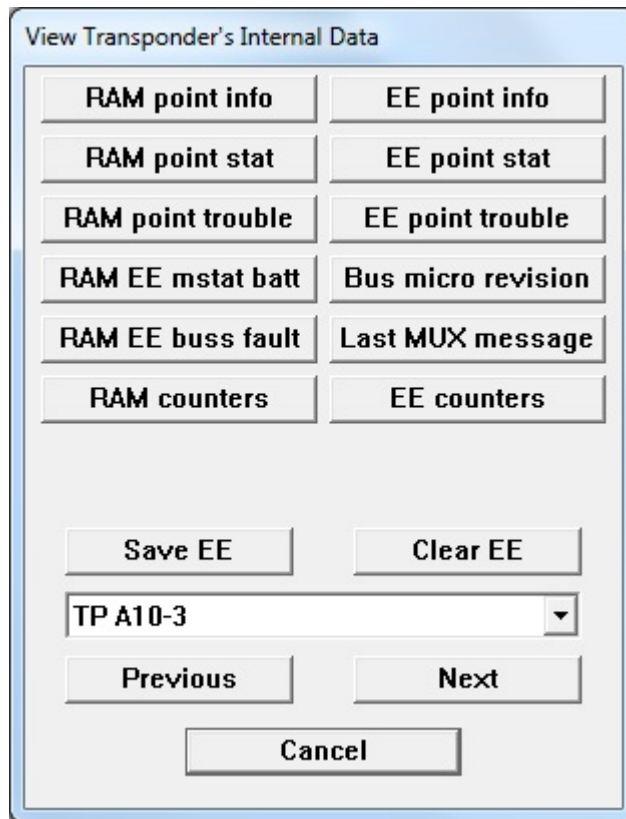 View Transponder's Internal Data
RAM point info EE point info
RAM point stat EE point stat
RAM point trouble EE point trouble
RAM EE mstat batt Bus micro revision
RAM EE buss fault Last MUX message
RAM counters EE counters
Save EE Clear EE
TP A10-3
Previous Next
Cancel